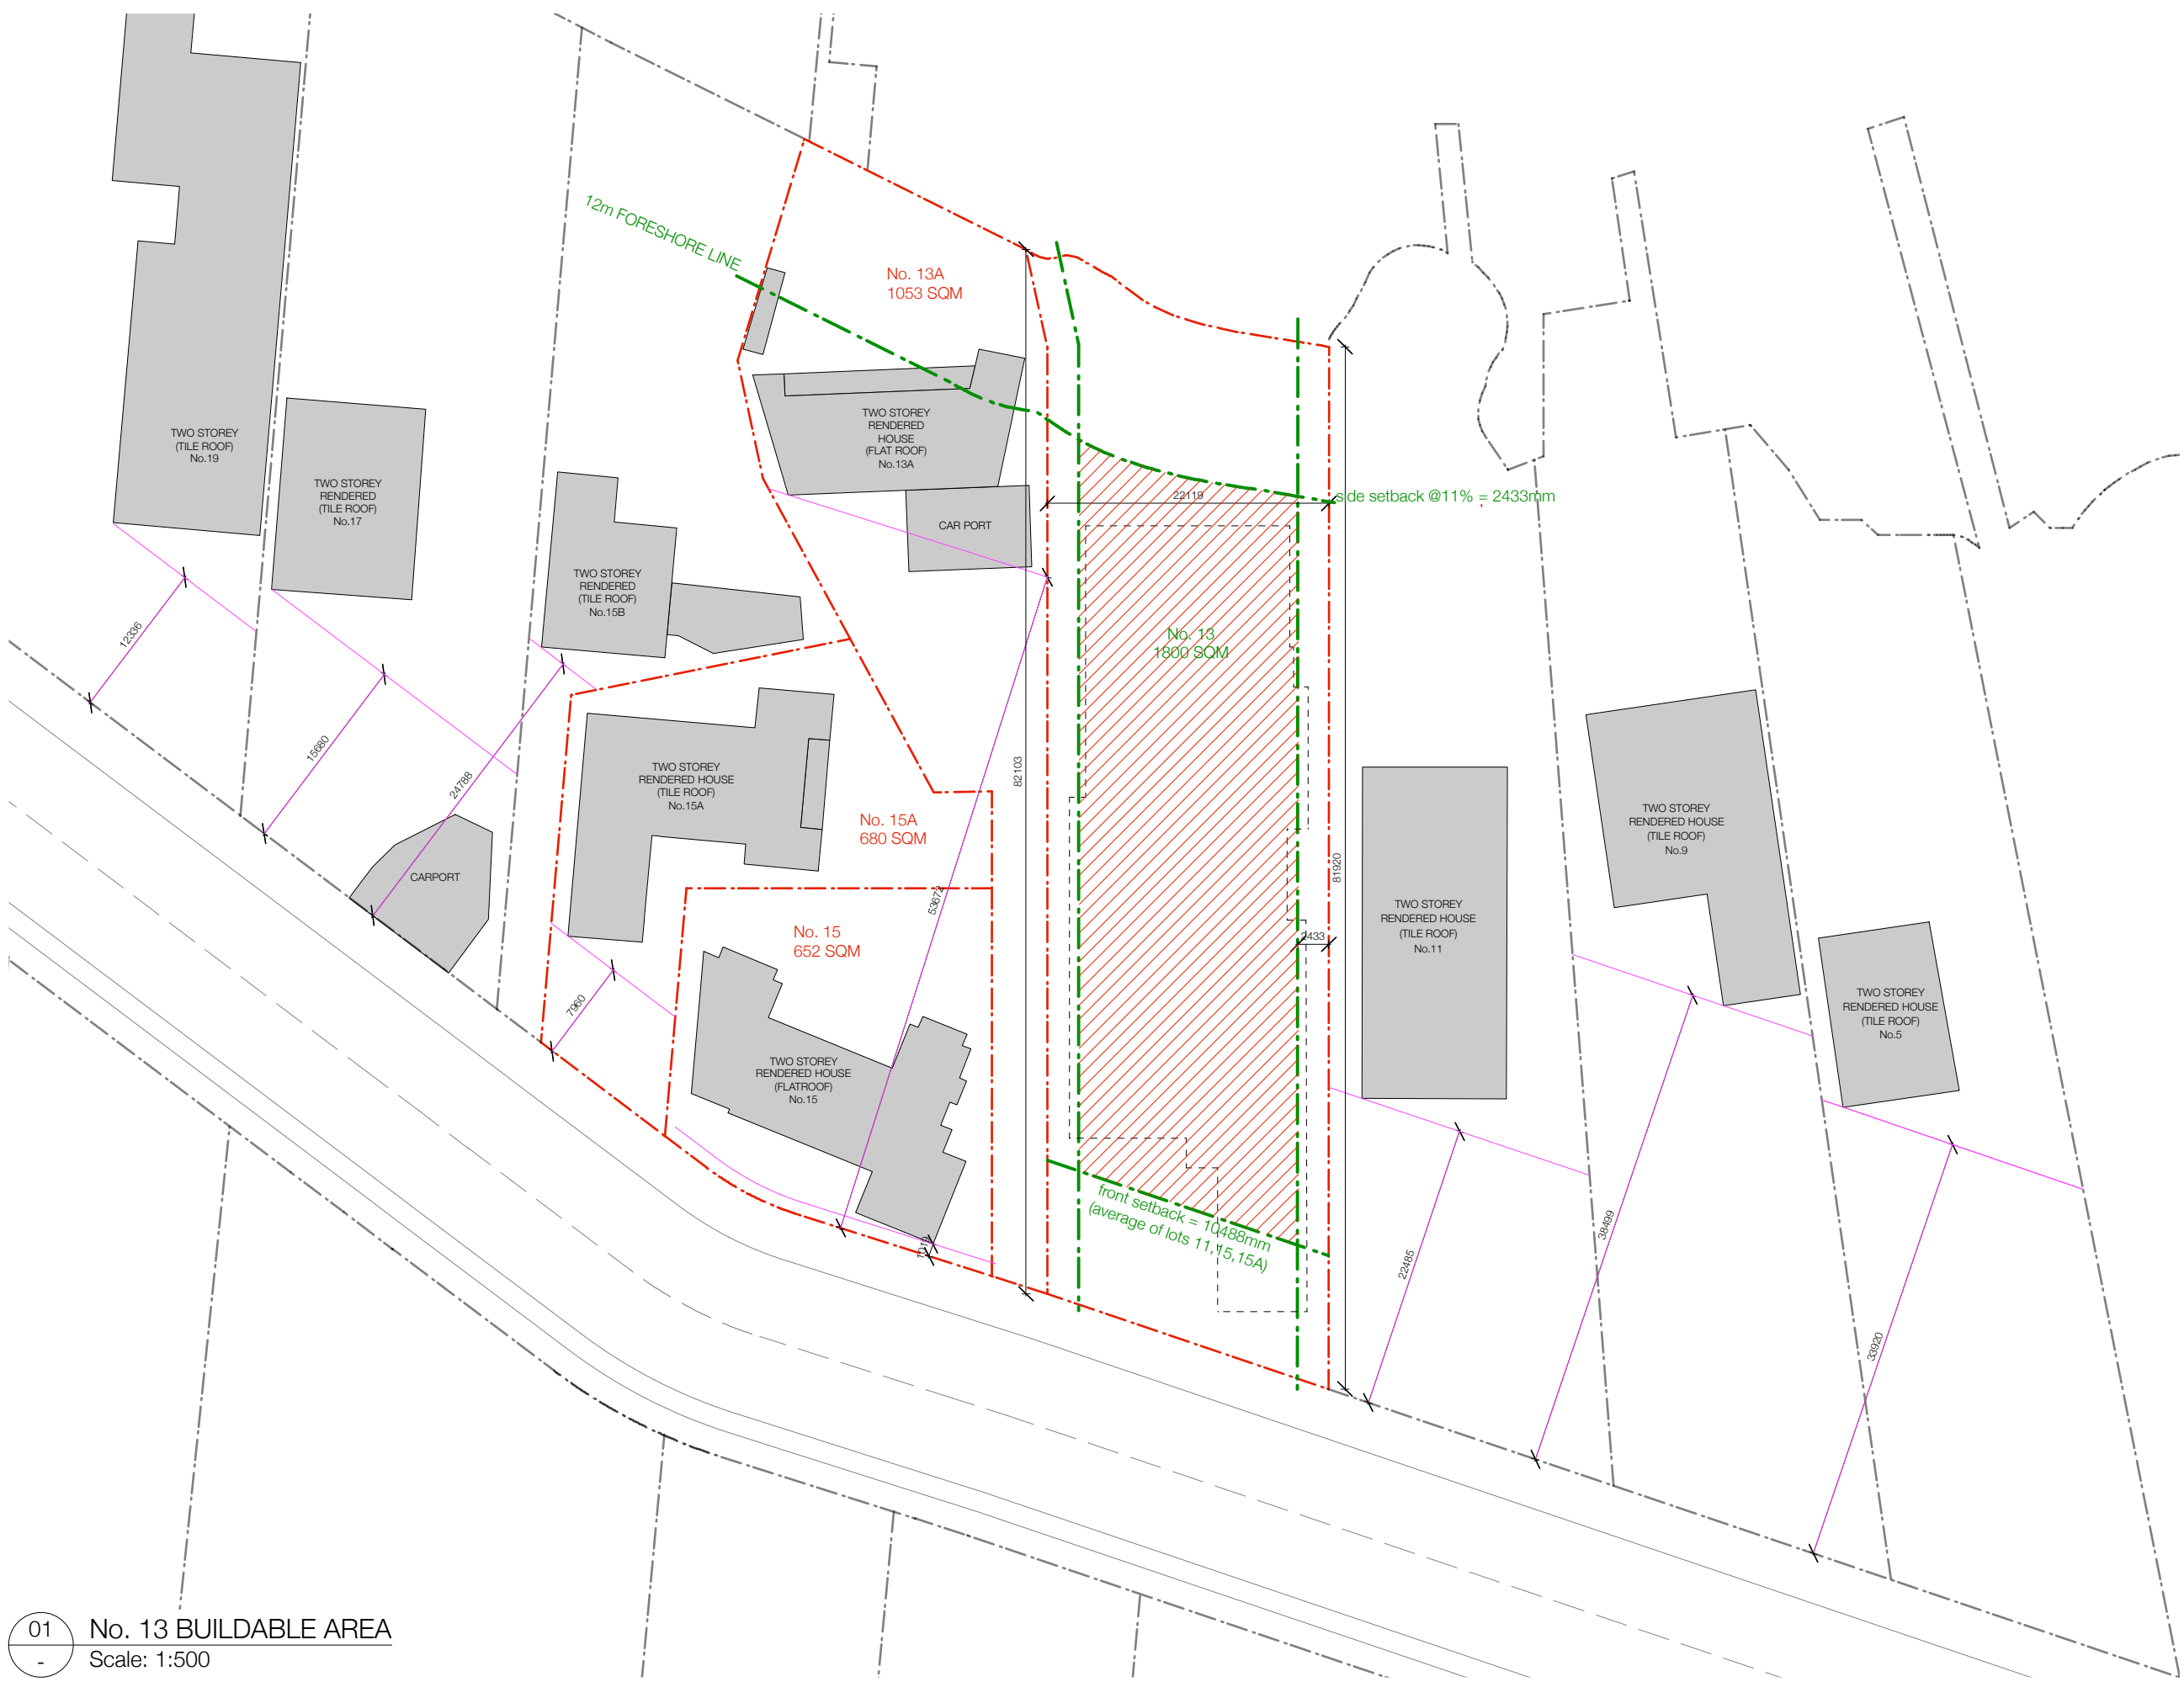 12m FORESHORE LINE
No. 13A
1053 SQM
TWO STOREY
(TILE ROOF)
No.19
TWO STOREY
RENDERED
(TILE ROOF)
No.17
TWO STOREY
RENDERED
HOUSE
(FLAT ROOF)
No.13A
CAR PORT
22119
side setback @11% = 2433mm
TWO STOREY
RENDERED
(TILE ROOF)
No.15B
12336
No. 13
1800 SQM
15680
24788
TWO STOREY
RENDERED HOUSE
(TILE ROOF)
No.15A
82103
No. 15A
680 SQM
CARPORT
53672
81920
TWO STOREY
RENDERED HOUSE
(TILE ROOF)
No.9
TWO STOREY
RENDERED HOUSE
(TILE ROOF)
No.11
No. 15
652 SQM
2433
7960
TWO STOREY
RENDERED HOUSE
(TILE ROOF)
No.5
TWO STOREY
RENDERED HOUSE
(FLATROOF)
No.15
front setback = 10488mm
(average of lots 11,15,15A)
22485
38499
33920
01
-
No. 13 BUILDABLE AREA
Scale: 1:500